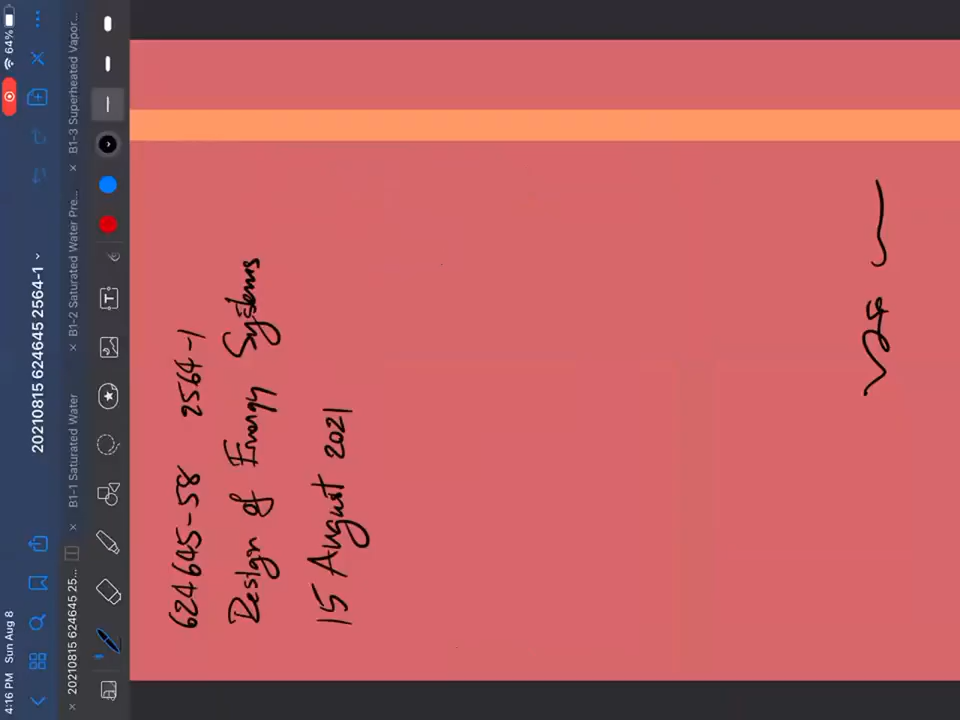 4:16 PM Sun Aug 8
64%
20210815 624645 2564-1
20210815 624645 25...
B1-1 Saturated Water
B1-2 Saturated Water Pre...
B1-3 Superheated Vapor...
624645-58 2564-1
Design of Energy Systems
15 August 2021